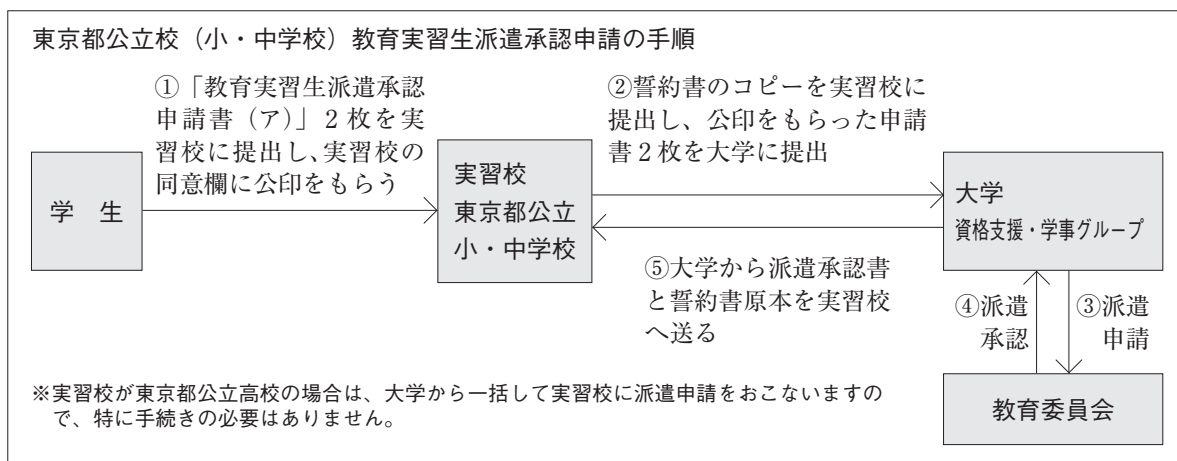 東京都公立校（小・中学校）教育実習生派遣承認申請の手順
①「教育実習生派遣承認
申請書（ア）」２枚を実
習校に提出し、実習校の
同意欄に公印をもらう
②誓約書のコピーを実習校に
提出し、公印をもらった申請
書２枚を大学に提出
学　生
実習校
東京都公立
小・中学校
大学
資格支援・学事グループ
⑤大学から派遣承認書
と誓約書原本を実習校
へ送る
④派遣
承認
③派遣
申請
※実習校が東京都公立高校の場合は、大学から一括して実習校に派遣申請をおこないますの
で、特に手続きの必要はありません。
教育委員会